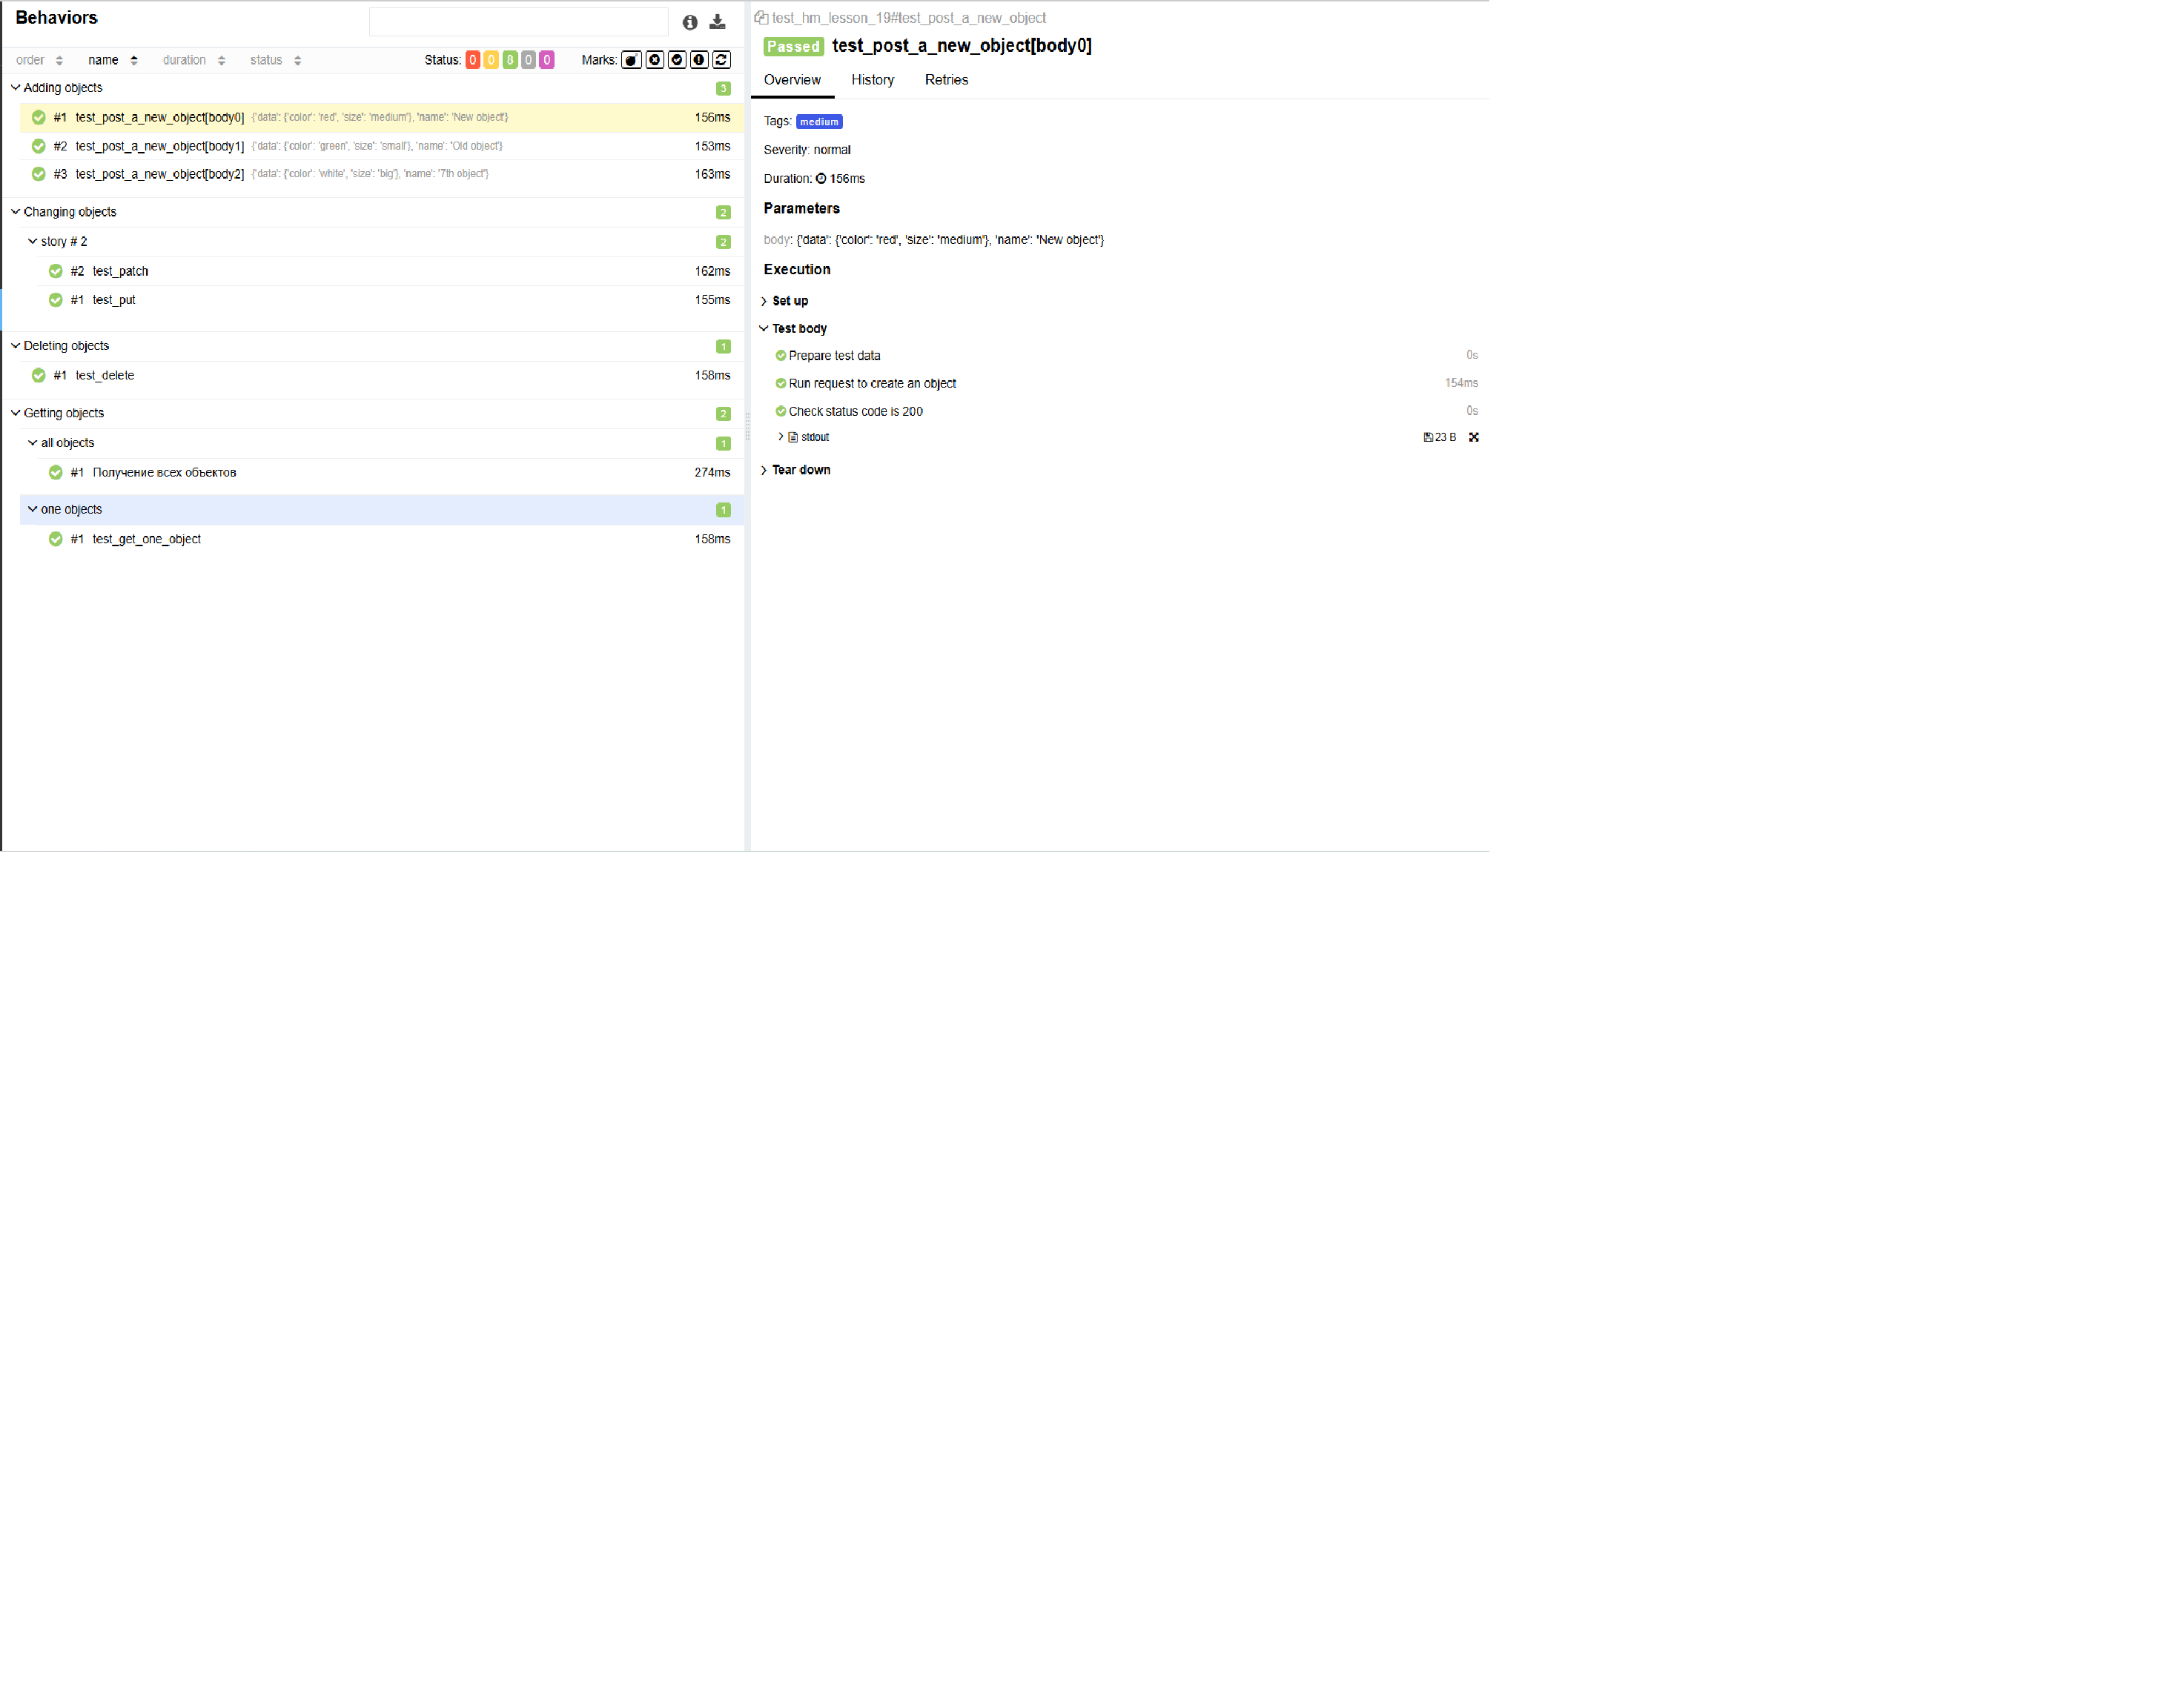 Behaviors
order name duration status Status: 0 0 8 0 0 Marks:
Adding objects 3
#1 test_post_a_new_object[body0] {'data': {'color': 'red', 'size': 'medium'}, 'name': 'New object'} 156ms
#2 test_post_a_new_object[body1] {'data': {'color': 'green', 'size': 'small'}, 'name': 'Old object'} 153ms
#3 test_post_a_new_object[body2] {'data': {'color': 'white', 'size': 'big'}, 'name': '7th object'} 163ms
Changing objects 2
story # 2 2
#2 test_patch 162ms
#1 test_put 155ms
Deleting objects 1
#1 test_delete 158ms
Getting objects 2
all objects 1
#1 Получение всех объектов 274ms
one objects 1
#1 test_get_one_object 158ms
test_hm_lesson_19#test_post_a_new_object
Passed test_post_a_new_object[body0]
Overview History Retries
Tags: medium
Severity: normal
Duration: 156ms
Parameters
body: {'data': {'color': 'red', 'size': 'medium'}, 'name': 'New object'}
Execution
Set up
Test body
Prepare test data 0s
Run request to create an object 154ms
Check status code is 200 0s
stdout 23 B
Tear down